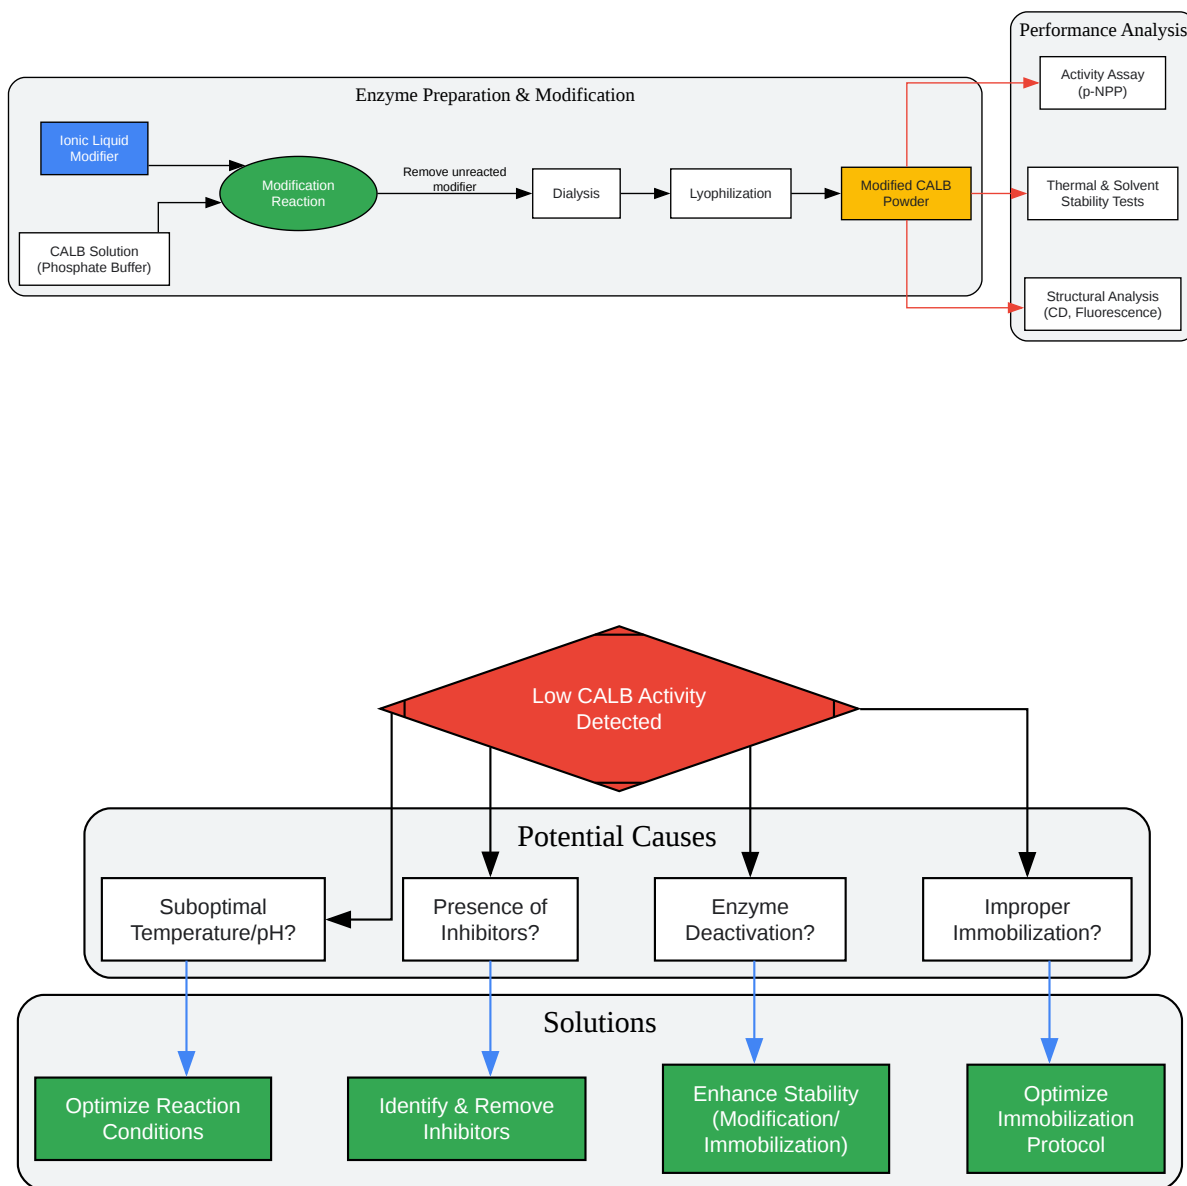 Performance Analysis
Activity Assay
(p-NPP)
Enzyme Preparation & Modification
Ionic Liquid
Modifier
Modification
Reaction
Remove unreacted
modifier
Dialysis
Lyophilization
Modified CALB
Powder
Thermal & Solvent
Stability Tests
CALB Solution
(Phosphate Buffer)
Structural Analysis
(CD, Fluorescence)
Low CALB Activity
Detected
Potential Causes
Suboptimal
Temperature/pH?
Presence of
Inhibitors?
Enzyme
Deactivation?
Improper
Immobilization?
Solutions
Optimize Reaction
Conditions
Identify & Remove
Inhibitors
Enhance Stability
(Modification/
Immobilization)
Optimize
Immobilization
Protocol